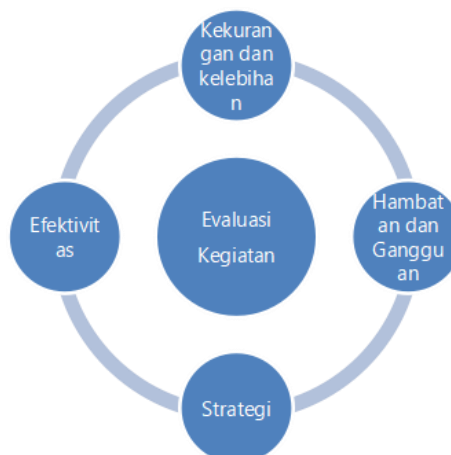 Kekuran
gan dan
kelebiha
n
Efektivit
as
Evaluasi
Kegiatan
Hambat
an dan
Ganggu
an
Strategi